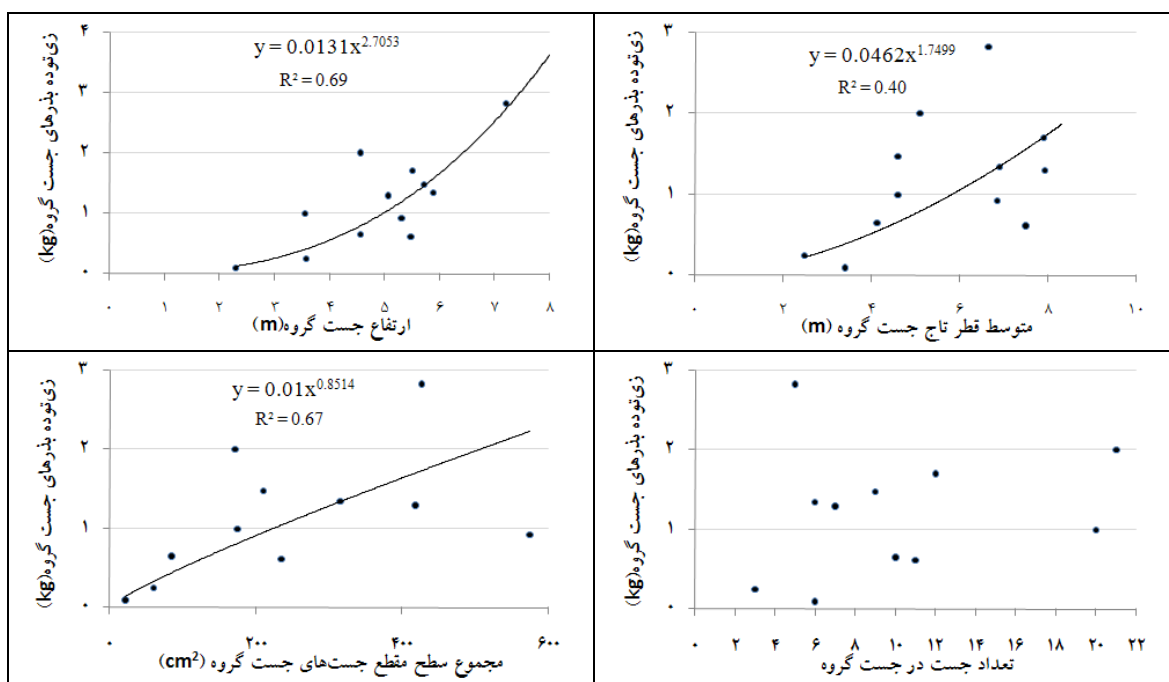 زی‌توده بذرهای جست گروه(kg)
۴
۳
۲
۱
۰
y = 0.0131x^2.7053
R² = 0.69
۰ ۱ ۲ ۳ ۴ ۵ ۶ ۷ ۸
ارتفاع جست گروه(m)
زی‌توده بذرهای جست گروه(kg)
۳
۲
۱
۰
y = 0.0462x^1.7499
R² = 0.40
۰ ۲ ۴ ۶ ۸ ۱۰
متوسط قطر تاج جست گروه (m)
زی‌توده بذرهای جست گروه(kg)
۳
۲
۱
۰
y = 0.01x^0.8514
R² = 0.67
۰ ۲۰۰ ۴۰۰ ۶۰۰
مجموع سطح مقطع جست‌های جست گروه (cm²)
زی‌توده بذرهای جست گروه(kg)
۳
۲
۱
۰
۰ ۲ ۴ ۶ ۸ ۱۰ ۱۲ ۱۴ ۱۶ ۱۸ ۲۰ ۲۲
تعداد جست در جست گروه